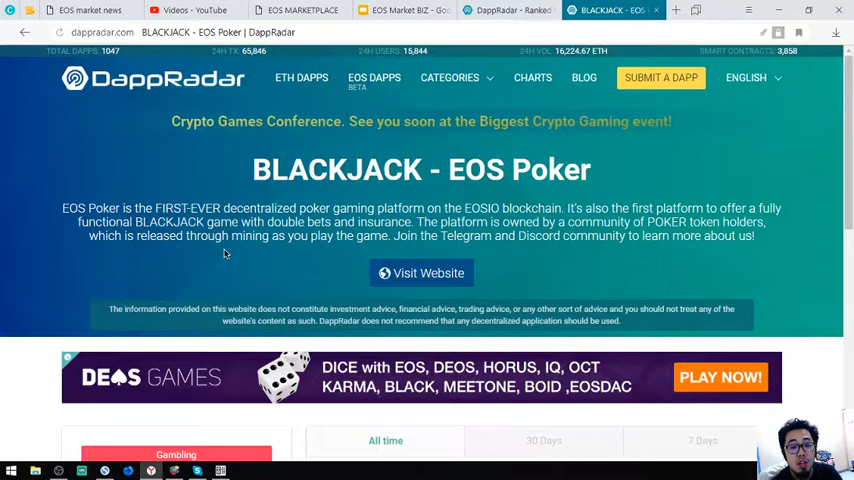 EOS market news
Videos - YouTube
EOS MARKETPLACE
EOS Market BIZ - Goo
DappRadar - Ranked
BLACKJACK - EOS
dappradar.com BLACKJACK - EOS Poker | DappRadar
TOTAL DAPPS: 1047 24H TX: 65,846 24H USERS: 15,844 24H VOL: 16,224.67 ETH SMART CONTRACTS: 3,858
DappRadar ETH DAPPS EOS DAPPS CATEGORIES CHARTS BLOG SUBMIT A DAPP ENGLISH
BETA
Crypto Games Conference. See you soon at the Biggest Crypto Gaming event!
BLACKJACK - EOS Poker
EOS Poker is the FIRST-EVER decentralized poker gaming platform on the EOSIO blockchain. It's also the first platform to offer a fully
functional BLACKJACK game with double bets and insurance. The platform is owned by a community of POKER token holders,
which is released through mining as you play the game. Join the Telegram and Discord community to learn more about us!
Visit Website
The information provided on this website does not constitute investment advice, financial advice, trading advice, or any other sort of advice and you should not treat any of the
website's content as such. DappRadar does not recommend that any decentralized application should be used.
DEOS GAMES
DICE with EOS, DEOS, HORUS, IQ, OCT
KARMA, BLACK, MEETONE, BOID ,EOSDAC
PLAY NOW!
Gambling
All time 30 Days 7 Days